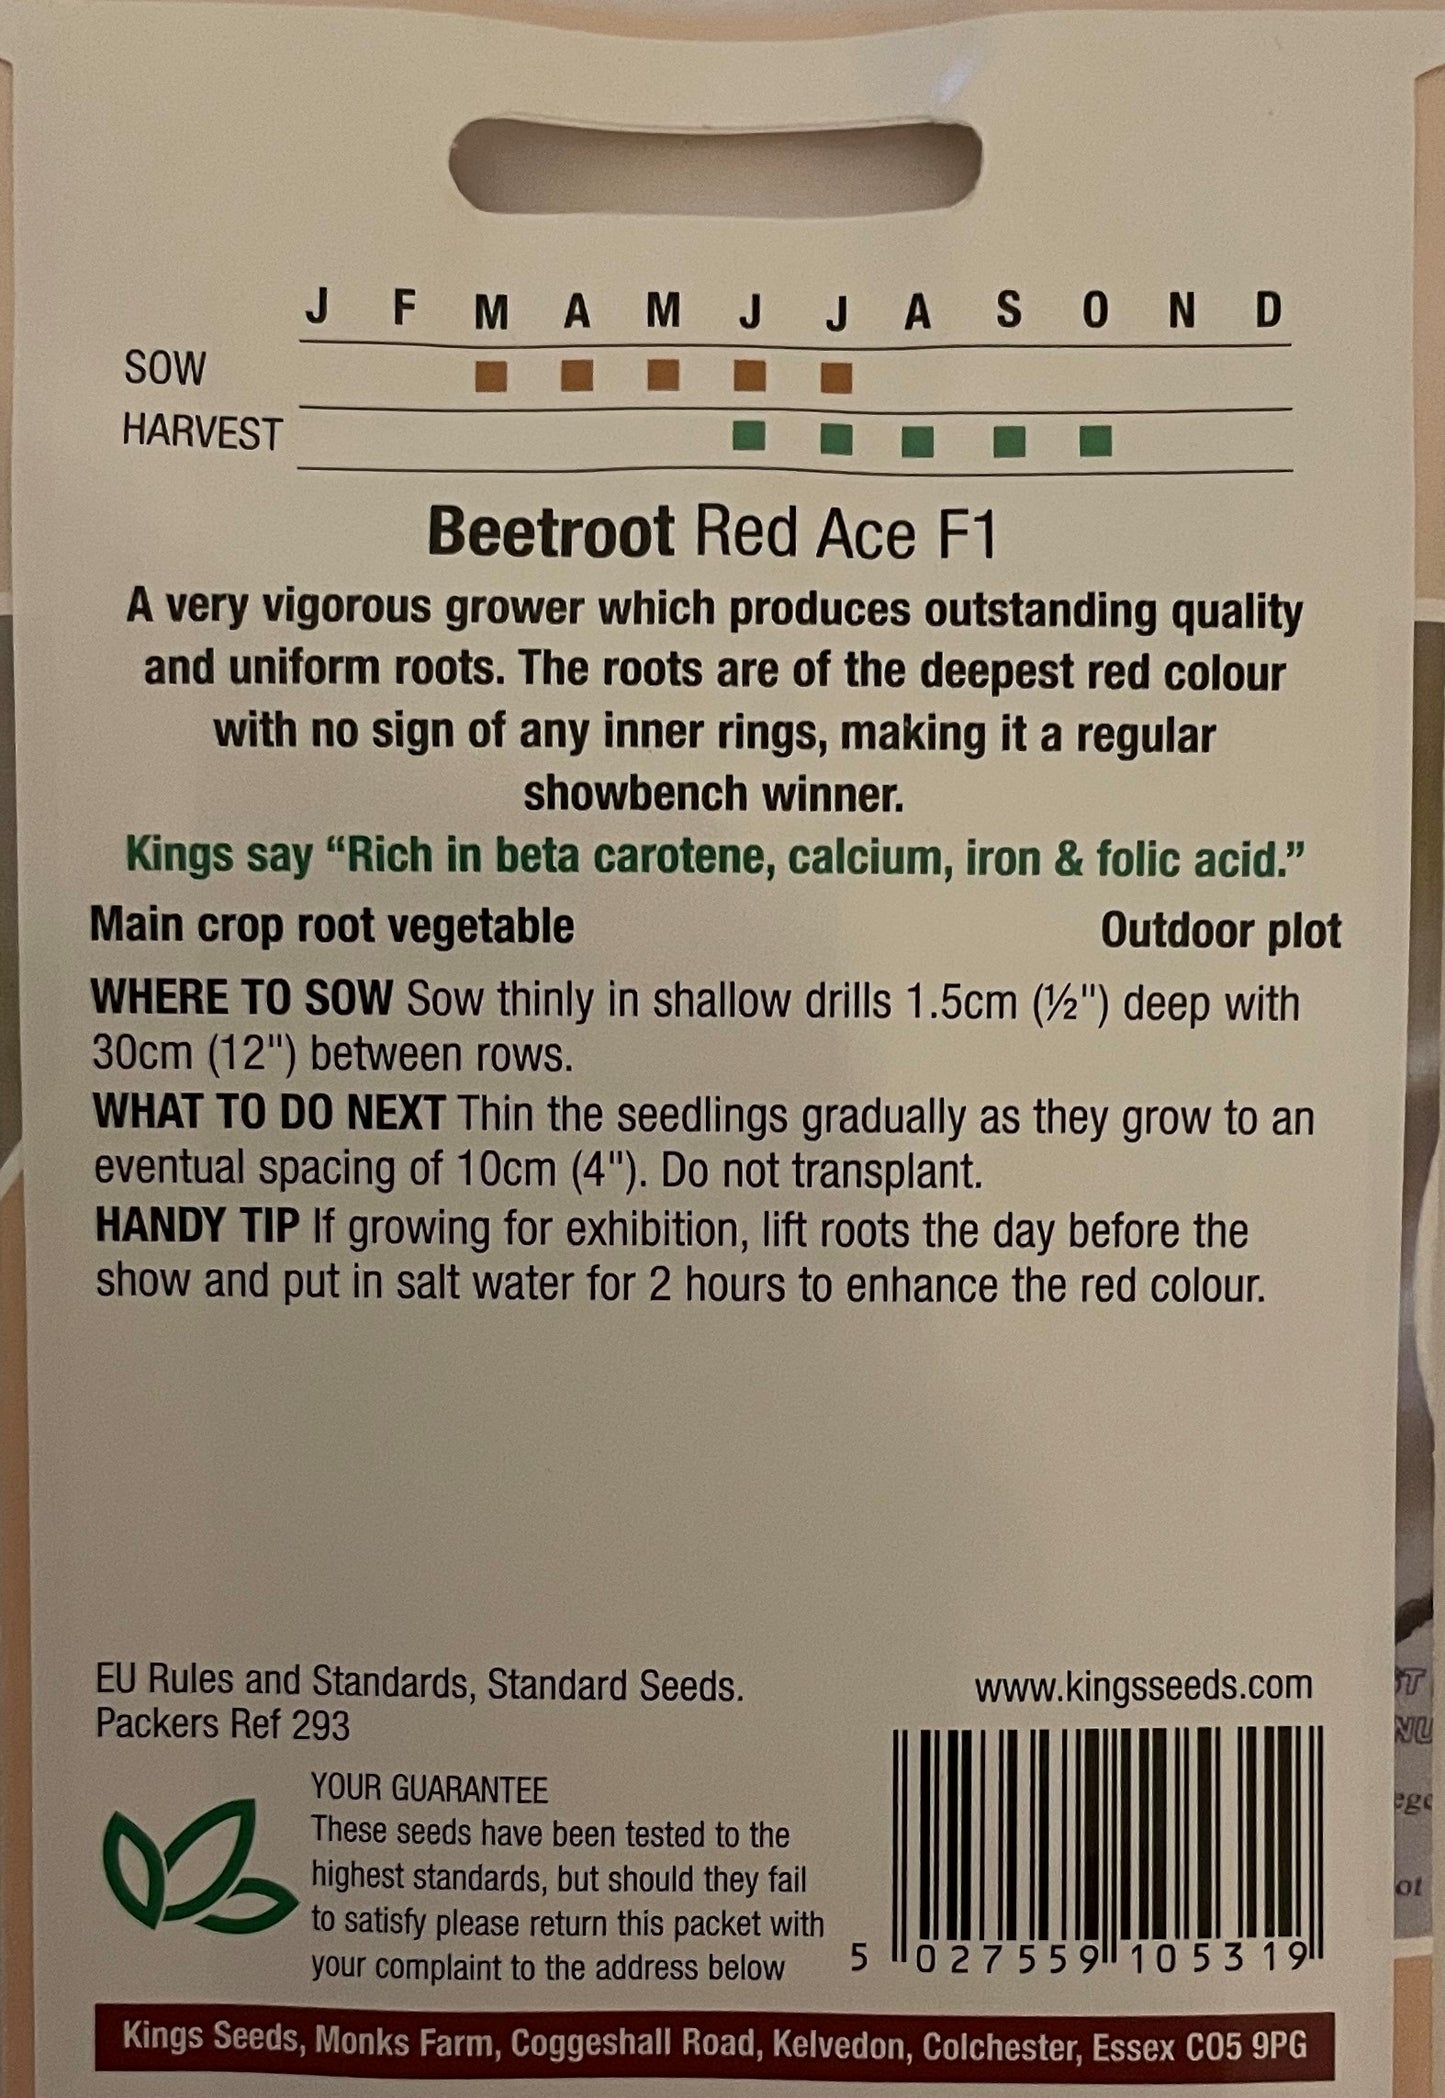 J F M A M J J A S O N D
SOW
HARVEST
Beetroot Red Ace F1
A very vigorous grower which produces outstanding quality
and uniform roots. The roots are of the deepest red colour
with no sign of any inner rings, making it a regular
showbench winner.
Kings say “Rich in beta carotene, calcium, iron & folic acid.”
Main crop root vegetable Outdoor plot
WHERE TO SOW Sow thinly in shallow drills 1.5cm (½") deep with
30cm (12") between rows.
WHAT TO DO NEXT Thin the seedlings gradually as they grow to an
eventual spacing of 10cm (4"). Do not transplant.
HANDY TIP If growing for exhibition, lift roots the day before the
show and put in salt water for 2 hours to enhance the red colour.
EU Rules and Standards, Standard Seeds.
Packers Ref 293
www.kingsseeds.com
YOUR GUARANTEE
These seeds have been tested to the
highest standards, but should they fail
to satisfy please return this packet with
your complaint to the address below
5 027559 105319
Kings Seeds, Monks Farm, Coggeshall Road, Kelvedon, Colchester, Essex CO5 9PG